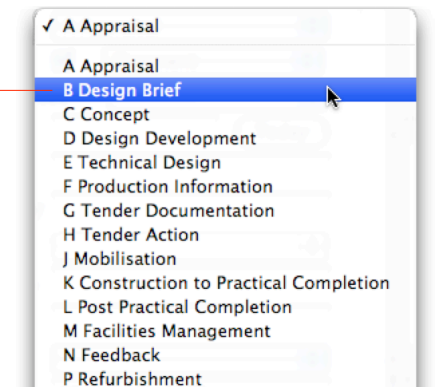 ✓ A Appraisal
A Appraisal
B Design Brief
C Concept
D Design Development
E Technical Design
F Production Information
G Tender Documentation
H Tender Action
J Mobilisation
K Construction to Practical Completion
L Post Practical Completion
M Facilities Management
N Feedback
P Refurbishment